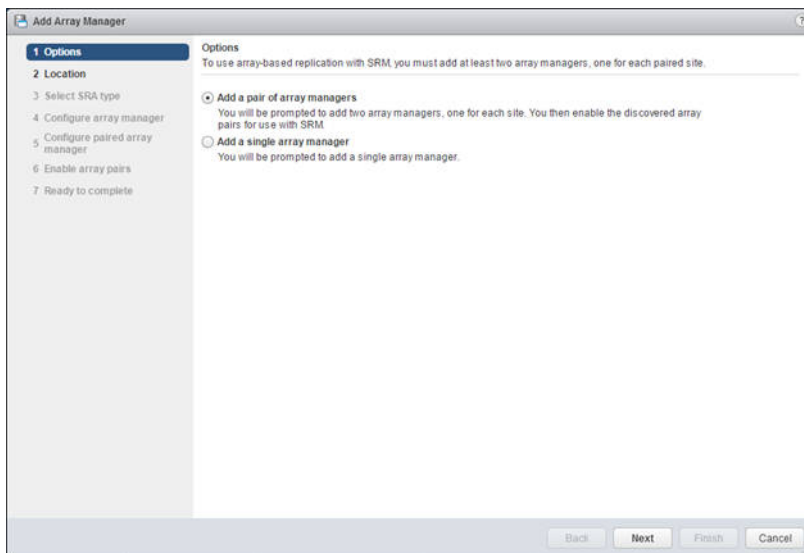 Add Array Manager
?
1 Options
2 Location
3 Select SRA type
4 Configure array manager
5 Configure paired array
manager
6 Enable array pairs
7 Ready to complete
Options
To use array-based replication with SRM, you must add at least two array managers, one for each paired site.
Add a pair of array managers
You will be prompted to add two array managers, one for each site. You then enable the discovered array
pairs for use with SRM.
Add a single array manager
You will be prompted to add a single array manager.
Back
Next
Finish
Cancel